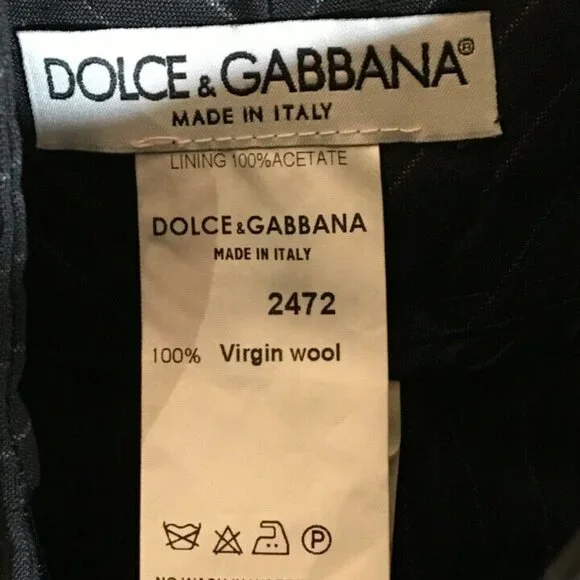 DOLCE & GABBANA®
MADE IN ITALY
LINING 100% ACETATE
DOLCE & GABBANA
MADE IN ITALY
2472
100% Virgin wool
P